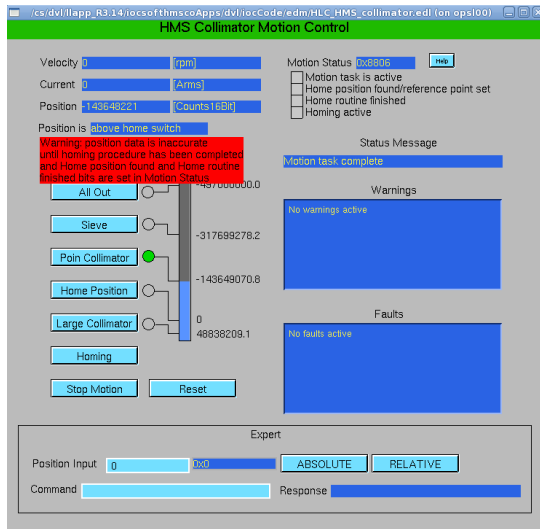 /cs/dvl/llapp_R3.14/iocsofthmscoApps/dvl/iocCode/edm/HLC_HMS_collimator.edl (on opsl00)
HMS Collimator Motion Control
Velocity 0 [rpm]
Motion Status 0x8806 Help
Motion task is active
Current 0 [Arms]
Home position found/reference point set
Home routine finished
Position -143648221 [Counts16Bit]
Homing active
Position is above home switch
Warning: position data is inaccurate
until homing procedure has been completed
and Home position found and Home routine
finished bits are set in Motion Status
Status Message
Motion task complete
All Out
-497000000.0
Warnings
No warnings active
Sieve
-317699278.2
Poin Collimator
-143649070.8
Home Position
0
Large Collimator
48838209.1
Faults
No faults active
Homing
Stop Motion Reset
Expert
Position Input 0 0x0 ABSOLUTE RELATIVE
Command Response